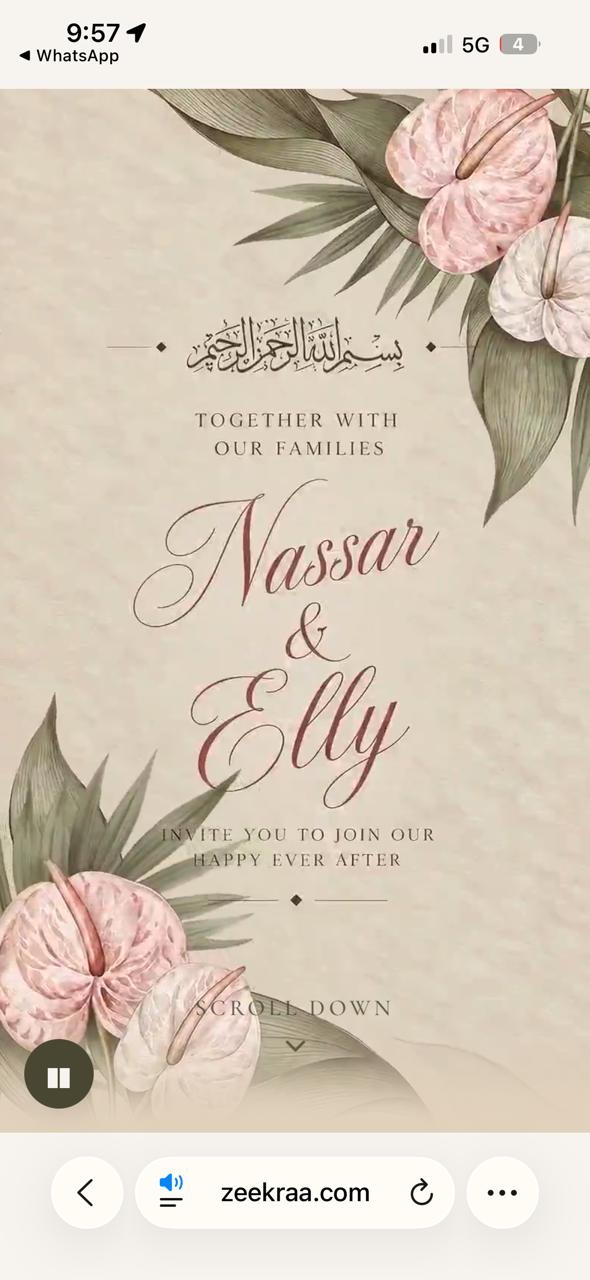 9:57
5G
4
◀ WhatsApp
بسم الله الرحمن الرحيم
TOGETHER WITH
OUR FAMILIES
Nassar
&
Elly
INVITE YOU TO JOIN OUR
HAPPY EVER AFTER
SCROLL DOWN
zeekraa.com